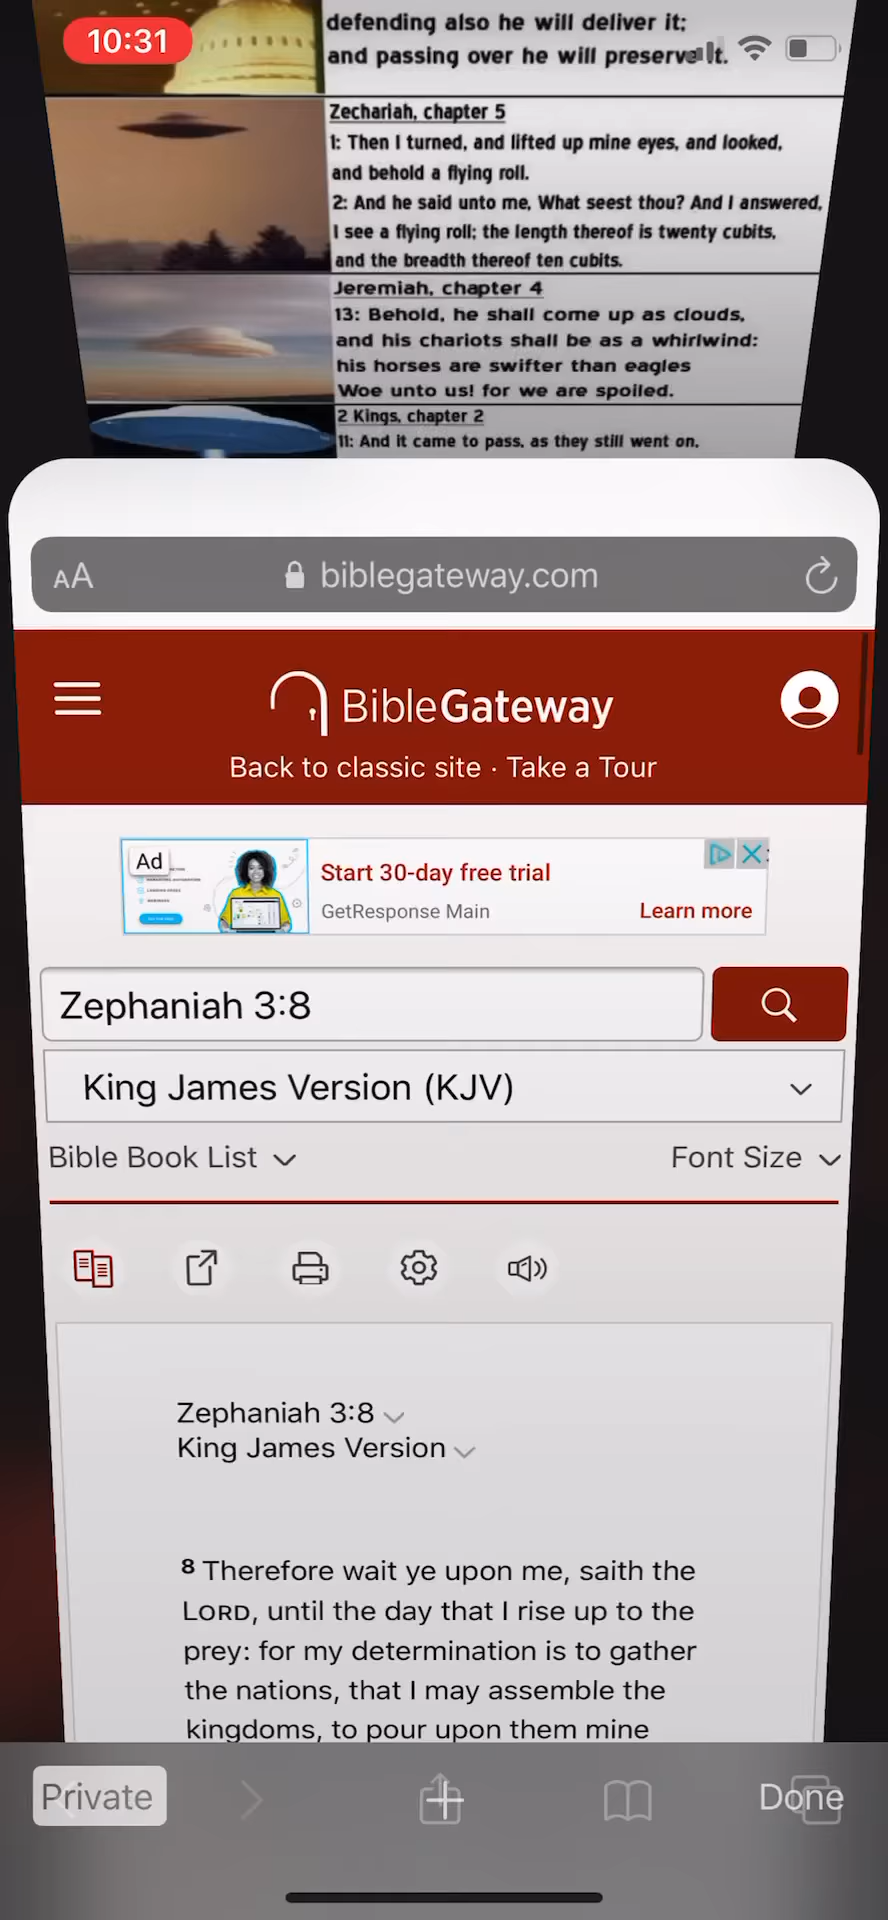 defending also he will deliver it;
and passing over he will preserve it.
10:31
Zechariah, chapter 5
1: Then I turned, and lifted up mine eyes, and looked,
and behold a flying roll.
2: And he said unto me, What seest thou? And I answered,
I see a flying roll; the length thereof is twenty cubits,
and the breadth thereof ten cubits.
Jeremiah, chapter 4
13: Behold, he shall come up as clouds,
and his chariots shall be as a whirlwind:
his horses are swifter than eagles
Woe unto us! for we are spoiled.
2 Kings, chapter 2
11: And it came to pass, as they still went on,
AA biblegateway.com
BibleGateway
Back to classic site · Take a Tour
Ad
Start 30-day free trial
GetResponse Main Learn more
Zephaniah 3:8
King James Version (KJV)
Bible Book List Font Size
Zephaniah 3:8
King James Version
8 Therefore wait ye upon me, saith the
LORD, until the day that I rise up to the
prey: for my determination is to gather
the nations, that I may assemble the
kingdoms, to pour upon them mine
Private Done